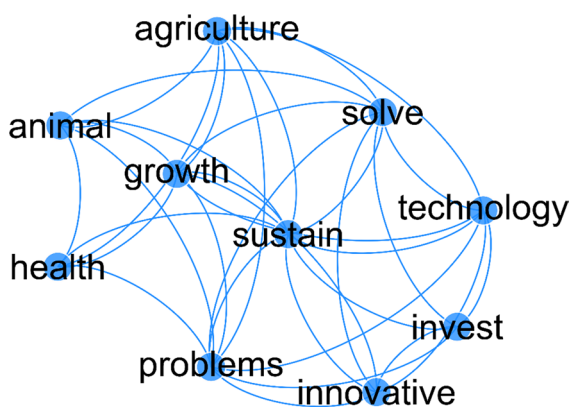 agriculture
solve
animal
growth
technology
sustain
health
invest
problems
innovative